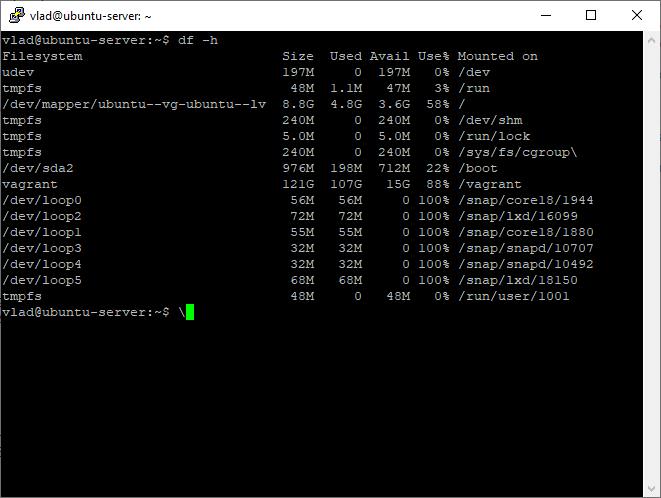 vlad@ubuntu-server: ~
vlad@ubuntu-server:~$ df -h
Filesystem                         Size  Used Avail Use% Mounted on
udev                               197M     0  197M   0% /dev
tmpfs                               48M  1.1M   47M   3% /run
/dev/mapper/ubuntu--vg-ubuntu--lv  8.8G  4.8G  3.6G  58% /
tmpfs                              240M     0  240M   0% /dev/shm
tmpfs                              5.0M     0  5.0M   0% /run/lock
tmpfs                              240M     0  240M   0% /sys/fs/cgroup\
/dev/sda2                          976M  198M  712M  22% /boot
vagrant                            121G  107G   15G  88% /vagrant
/dev/loop0                          56M   56M     0 100% /snap/core18/1944
/dev/loop2                          72M   72M     0 100% /snap/lxd/16099
/dev/loop1                          55M   55M     0 100% /snap/core18/1880
/dev/loop3                          32M   32M     0 100% /snap/snapd/10707
/dev/loop4                          32M   32M     0 100% /snap/snapd/10492
/dev/loop5                          68M   68M     0 100% /snap/lxd/18150
tmpfs                               48M     0   48M   0% /run/user/1001
vlad@ubuntu-server:~$ \